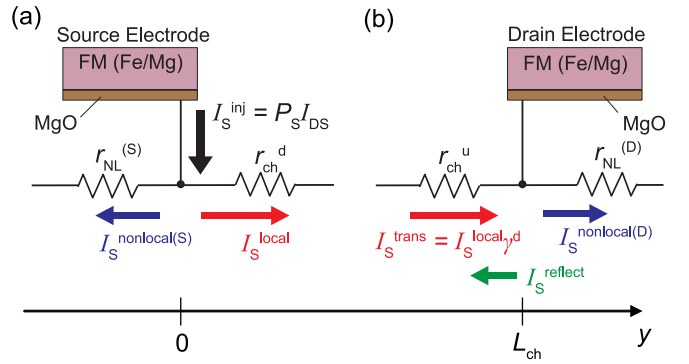 (a)
Source Electrode
FM (Fe/Mg)
MgO
I_S^inj = P_S I_DS
r_NL^(S)
r_ch^d
I_S^nonlocal(S)
I_S^local
(b)
Drain Electrode
FM (Fe/Mg)
MgO
r_ch^u
r_NL^(D)
I_S^trans = I_S^local γ^d
I_S^nonlocal(D)
I_S^reflect
0
L_ch
y